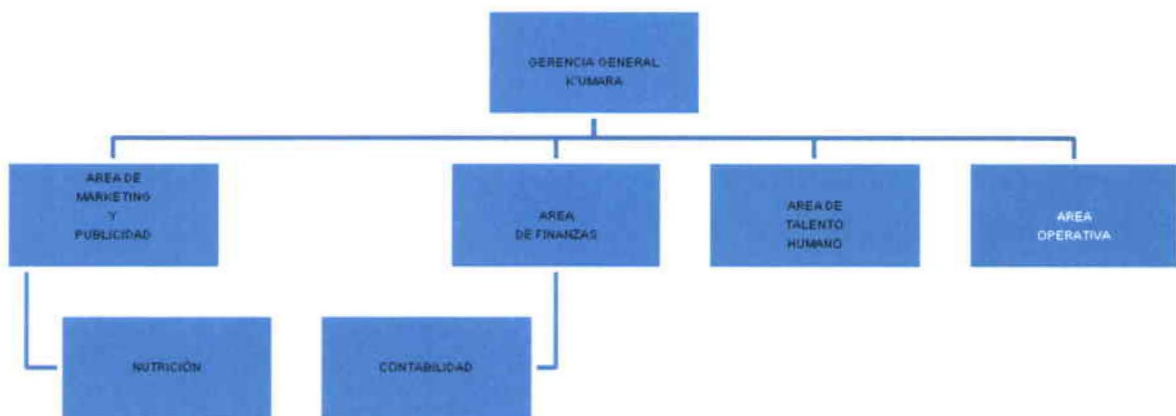 GERENCIA GENERAL
K'UMARA
AREA DE
MARKETING
Y
PUBLICIDAD
AREA
DE FINANZAS
AREA DE
TALENTO
HUMANO
AREA
OPERATIVA
NUTRICIÓN
CONTABILIDAD